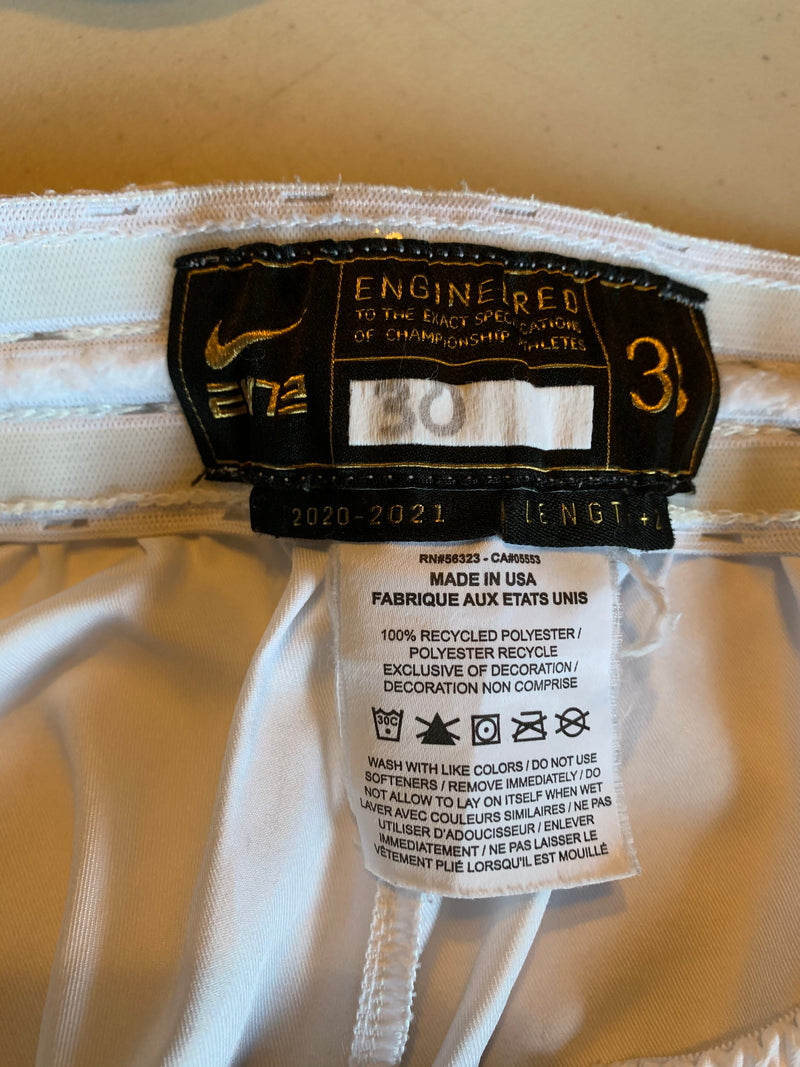 ENGINEERED
TO THE EXACT SPECIFICATIONS
OF CHAMPIONSHIP ATHLETES
30
2020-2021
RN#56323 - CA#05553
MADE IN USA
FABRIQUE AUX ETATS UNIS
100% RECYCLED POLYESTER /
POLYESTER RECYCLE
EXCLUSIVE OF DECORATION /
DECORATION NON COMPRISE
30C
WASH WITH LIKE COLORS / DO NOT USE
SOFTENERS / REMOVE IMMEDIATELY / DO
NOT ALLOW TO LAY ON ITSELF WHEN WET
LAVER AVEC COULEURS SIMILAIRES / NE PAS
UTILISER D'ADOUCISSEUR / ENLEVER
IMMEDIATEMENT / NE PAS LAISSER LE
VÊTEMENT PLIÉ LORSQU'IL EST MOUILLÉ